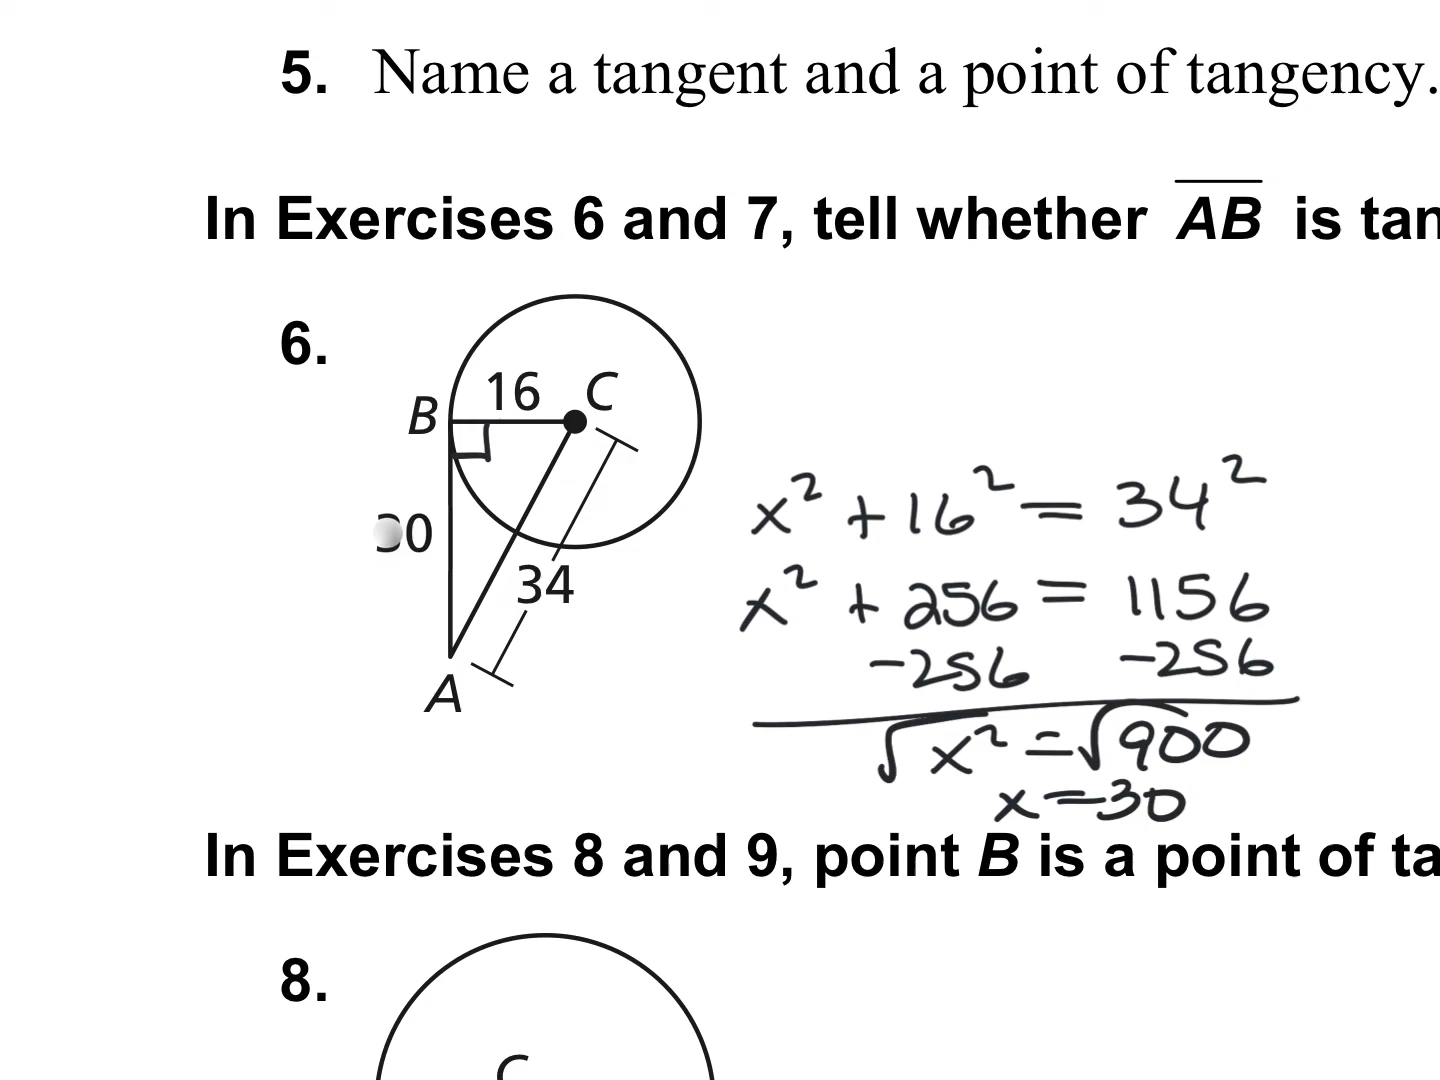 5. Name a tangent and a point of tangency.
In Exercises 6 and 7, tell whether AB is tan
6.
B 16 C
30
34
A
x² + 16² = 34²
x² + 256 = 1156
-256 -256
√x² = √900
x = 30
In Exercises 8 and 9, point B is a point of ta
8.
C